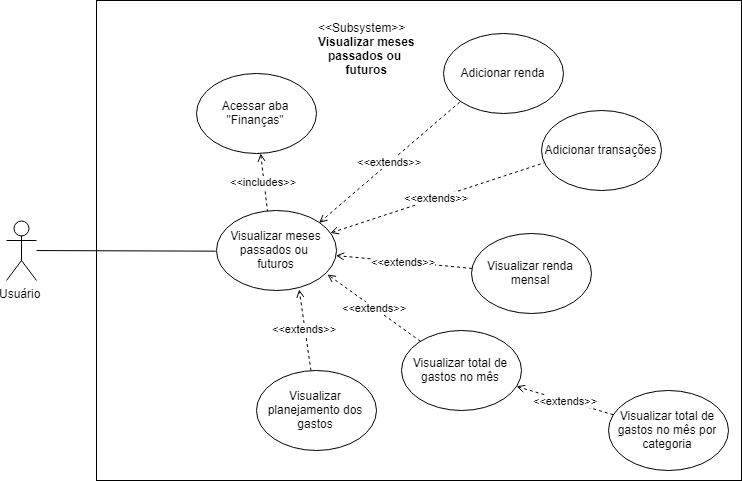 <<Subsystem>>
Visualizar meses
passados ou
futuros
Adicionar renda
Acessar aba
"Finanças"
Adicionar transações
<<extends>>
<<includes>>
<<extends>>
Visualizar meses
passados ou
futuros
<<extends>>
Visualizar renda
mensal
Usuário
<<extends>>
<<extends>>
Visualizar total de
gastos no mês
Visualizar
planejamento dos
gastos
<<extends>>
Visualizar total de
gastos no mês por
categoria